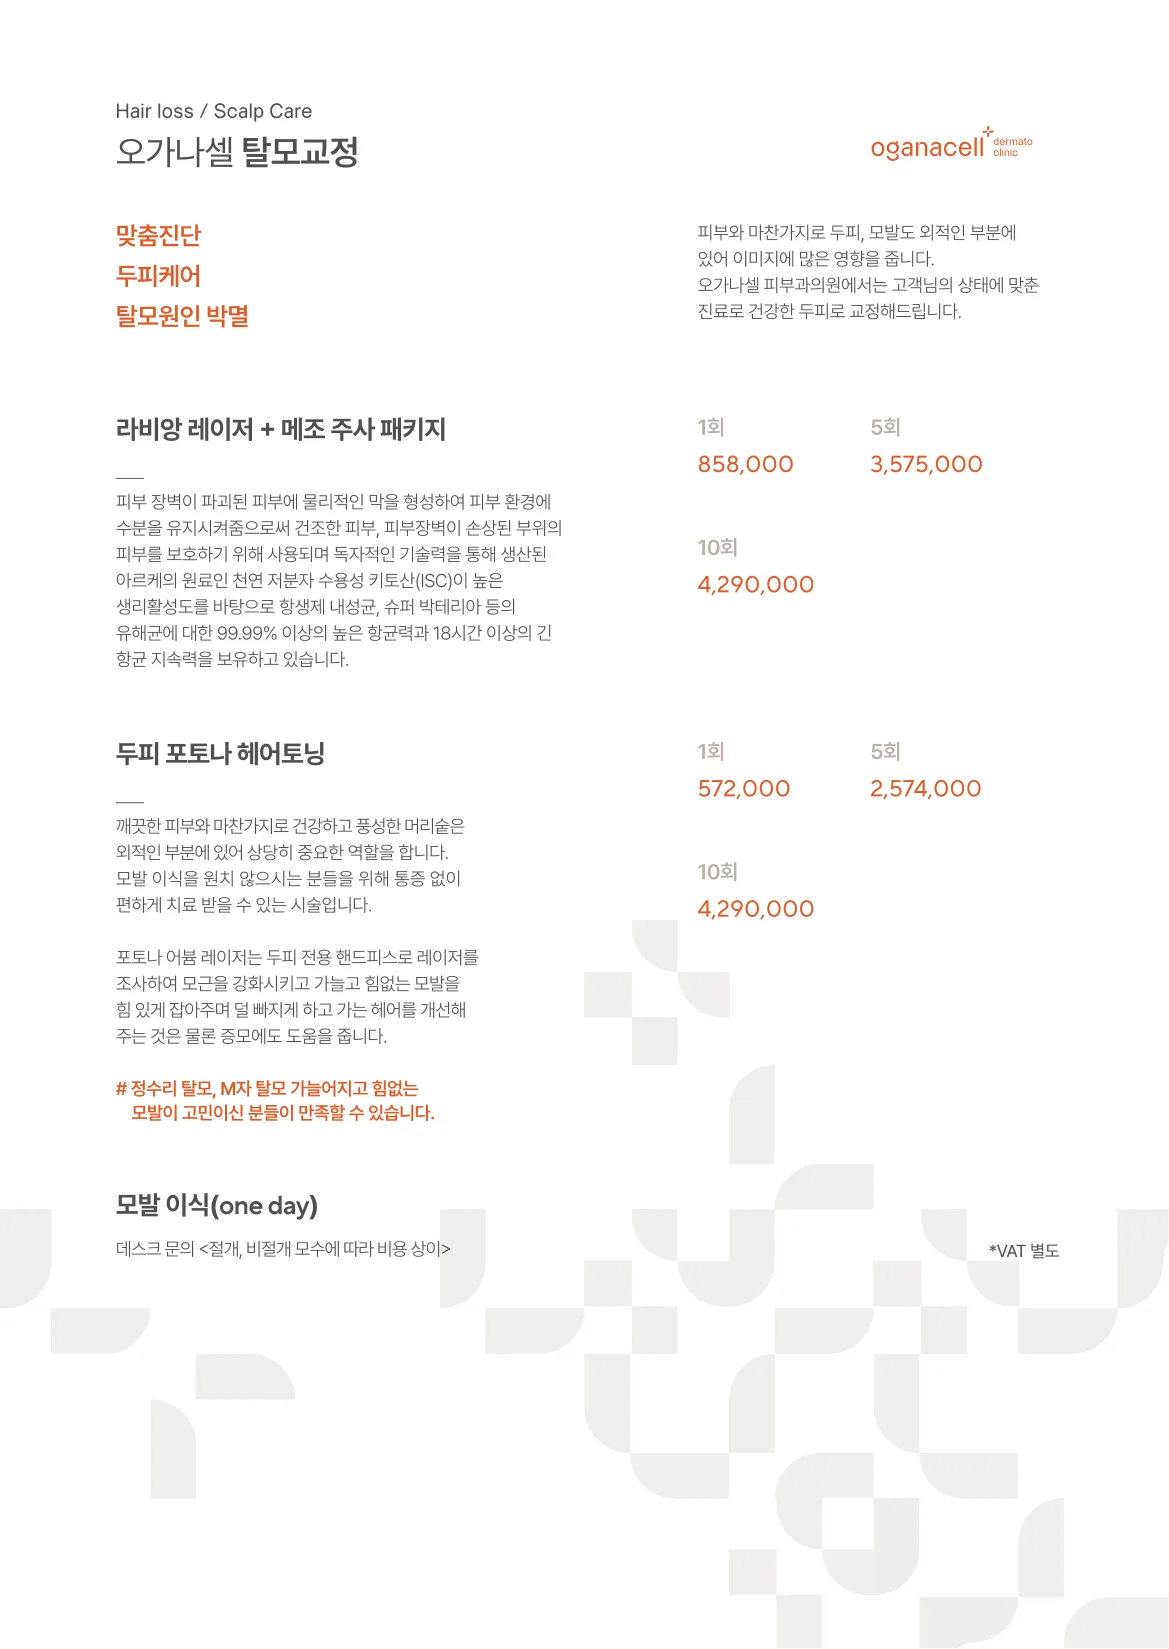 Hair loss / Scalp Care
오가나셀 탈모교정
oganacell dermato clinic
맞춤진단
두피케어
탈모원인 박멸
피부와 마찬가지로 두피, 모발도 외적인 부분에
있어 이미지에 많은 영향을 줍니다.
오가나셀 피부과의원에서는 고객님의 상태에 맞춘
진료로 건강한 두피로 교정해드립니다.
라비앙 레이저 + 메조 주사 패키지
피부 장벽이 파괴된 피부에 물리적인 막을 형성하여 피부 환경에
수분을 유지시켜줌으로써 건조한 피부, 피부장벽이 손상된 부위의
피부를 보호하기 위해 사용되며 독자적인 기술력을 통해 생산된
아르케의 원료인 천연 저분자 수용성 키토산(ISC)이 높은
생리활성도를 바탕으로 항생제 내성균, 슈퍼 박테리아 등의
유해균에 대한 99.99% 이상의 높은 항균력과 18시간 이상의 긴
항균 지속력을 보유하고 있습니다.
1회 5회
858,000 3,575,000
10회
4,290,000
두피 포토나 헤어토닝
깨끗한 피부와 마찬가지로 건강하고 풍성한 머리숱은
외적인 부분에 있어 상당히 중요한 역할을 합니다.
모발 이식을 원치 않으시는 분들을 위해 통증 없이
편하게 치료 받을 수 있는 시술입니다.
포토나 어븀 레이저는 두피 전용 핸드피스로 레이저를
조사하여 모근을 강화시키고 가늘고 힘없는 모발을
힘 있게 잡아주며 덜 빠지게 하고 가는 헤어를 개선해
주는 것은 물론 증모에도 도움을 줍니다.
# 정수리 탈모, M자 탈모 가늘어지고 힘없는
모발이 고민이신 분들이 만족할 수 있습니다.
1회 5회
572,000 2,574,000
10회
4,290,000
모발 이식(one day)
데스크 문의 <절개, 비절개 모수에 따라 비용 상이>
*VAT 별도